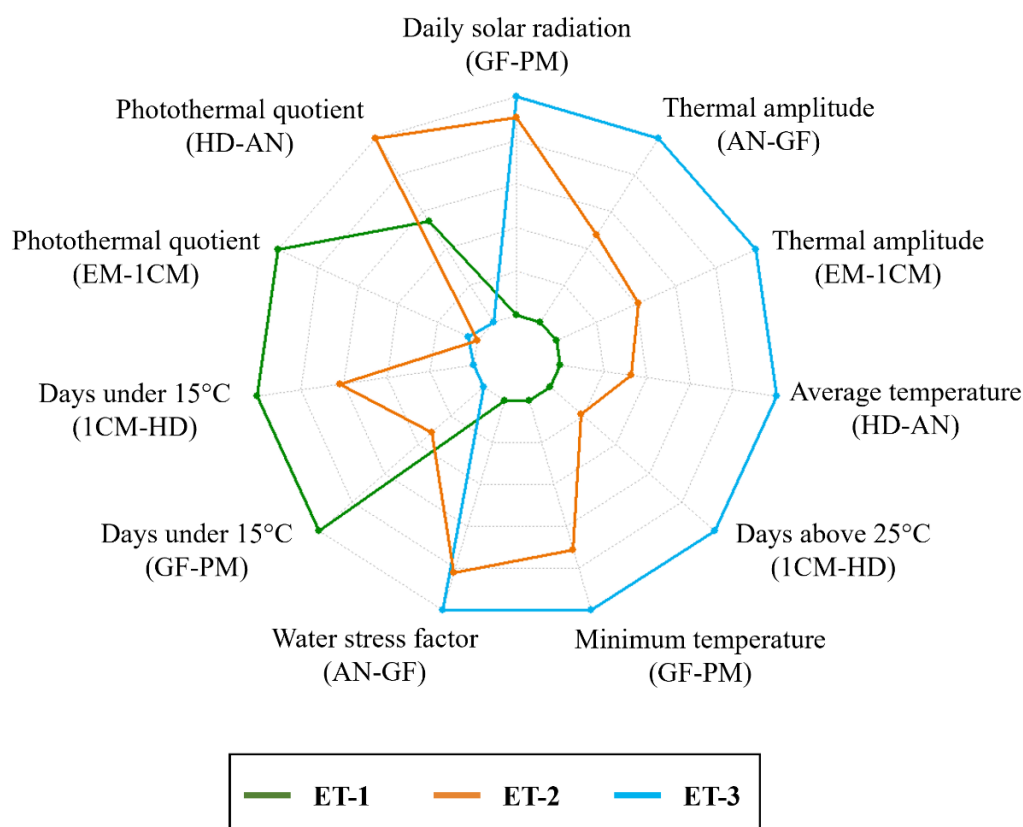 Daily solar radiation
(GF-PM)
Photothermal quotient
(HD-AN)
Thermal amplitude
(AN-GF)
Photothermal quotient
(EM-1CM)
Thermal amplitude
(EM-1CM)
Days under 15°C
(1CM-HD)
Average temperature
(HD-AN)
Days under 15°C
(GF-PM)
Days above 25°C
(1CM-HD)
Water stress factor
(AN-GF)
Minimum temperature
(GF-PM)
ET-1 ET-2 ET-3